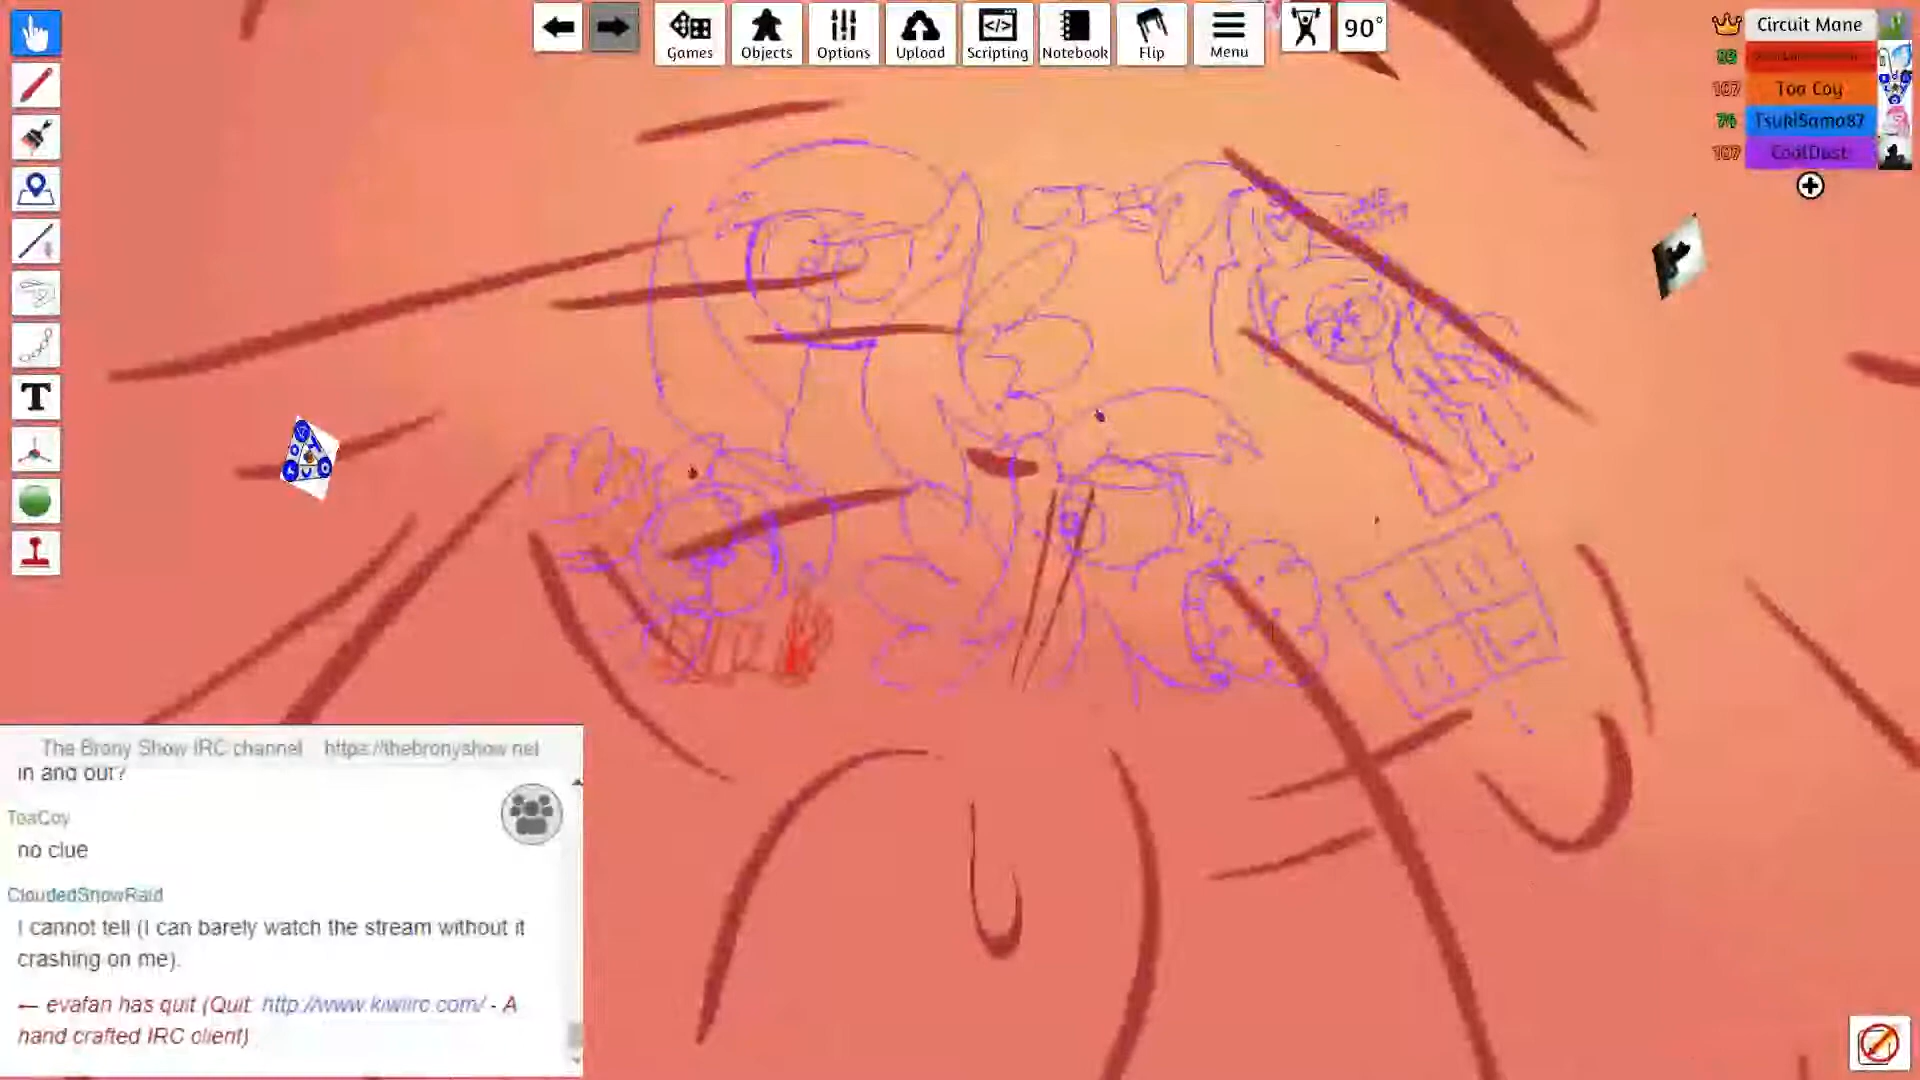 Games
Objects
Options
Upload
Scripting
Notebook
Flip
Menu
90°
Circuit Mane
107
Toa Coy
74
TsukiSama87
107
CoolDust
T
The Brony Show IRC channel https://thebronyshow.net
in and out?
ToaCoy
no clue
CloudedSnowRaid
I cannot tell (I can barely watch the stream without it
crashing on me).
← evafan has quit (Quit: http://www.kiwiirc.com/ - A
hand crafted IRC client)